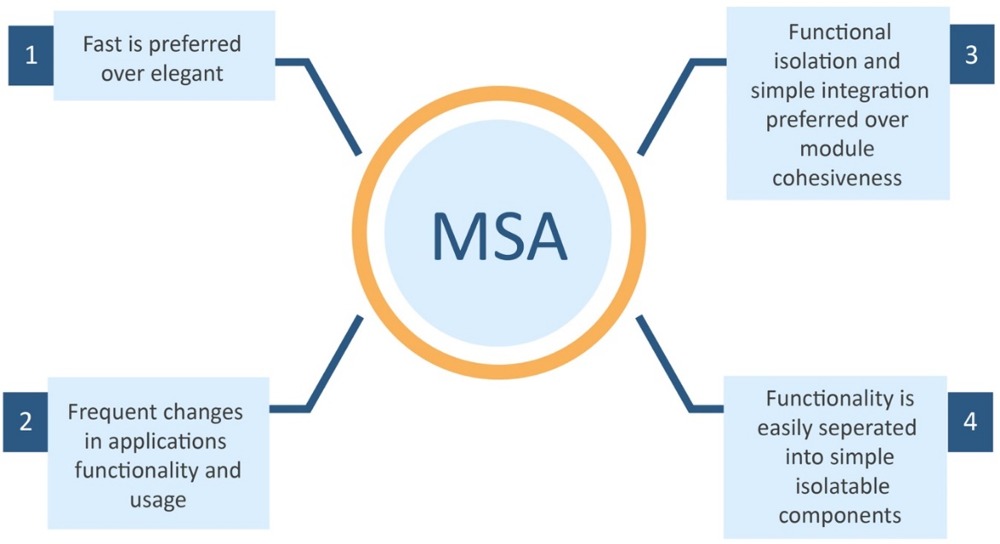 1
Fast is preferred
over elegant
2
Frequent changes
in applications
functionality and
usage
MSA
3
Functional
isolation and
simple integration
preferred over
module
cohesiveness
4
Functionality is
easily seperated
into simple
isolatable
components